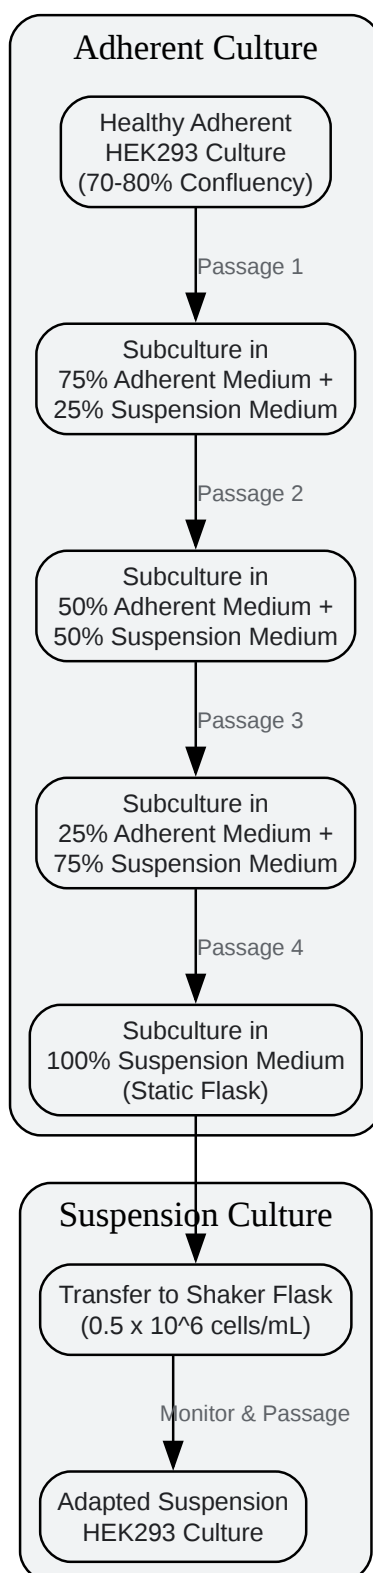 Adherent Culture
Healthy Adherent
HEK293 Culture
(70-80% Confluency)
Passage 1
Subculture in
75% Adherent Medium +
25% Suspension Medium
Passage 2
Subculture in
50% Adherent Medium +
50% Suspension Medium
Passage 3
Subculture in
25% Adherent Medium +
75% Suspension Medium
Passage 4
Subculture in
100% Suspension Medium
(Static Flask)
Suspension Culture
Transfer to Shaker Flask
(0.5 x 10^6 cells/mL)
Monitor & Passage
Adapted Suspension
HEK293 Culture